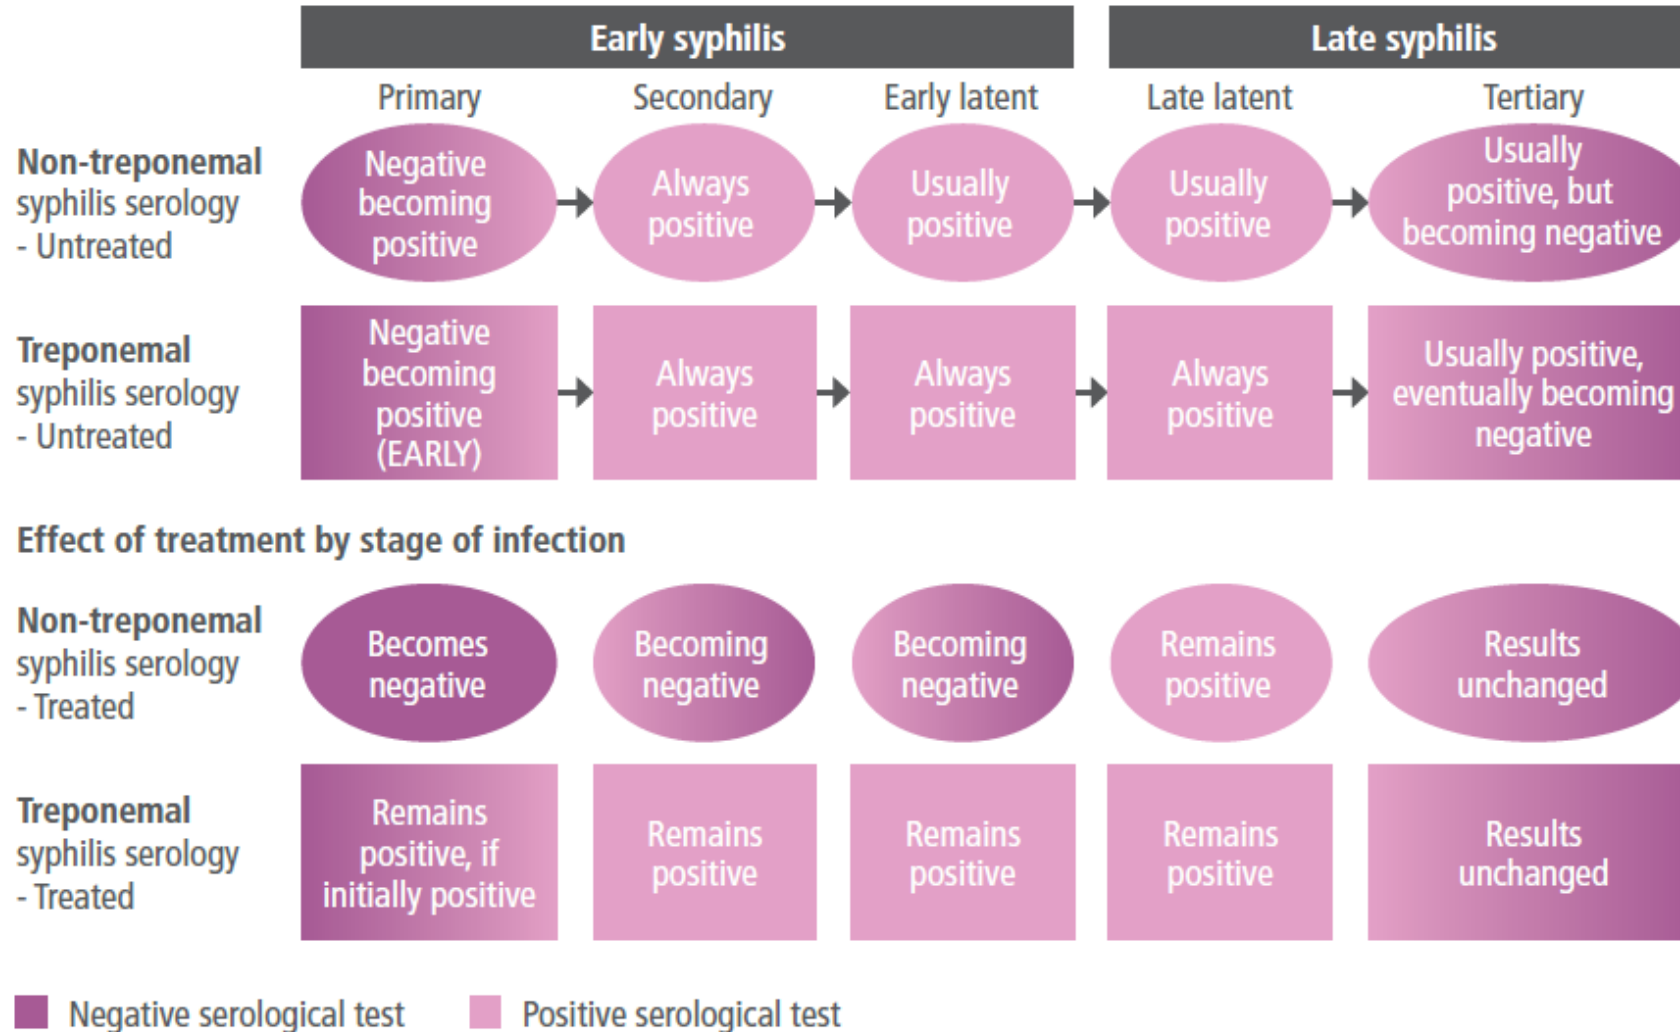 Early syphilis
Late syphilis
Primary
Secondary
Early latent
Late latent
Tertiary
Non-treponemal
syphilis serology
- Untreated
Negative
becoming
positive
Always
positive
Usually
positive
Usually
positive
Usually
positive, but
becoming negative
Treponemal
syphilis serology
- Untreated
Negative
becoming
positive
(EARLY)
Always
positive
Always
positive
Always
positive
Usually positive,
eventually becoming
negative
Effect of treatment by stage of infection
Non-treponemal
syphilis serology
- Treated
Becomes
negative
Becoming
negative
Becoming
negative
Remains
positive
Results
unchanged
Treponemal
syphilis serology
- Treated
Remains
positive, if
initially positive
Remains
positive
Remains
positive
Remains
positive
Results
unchanged
Negative serological test
Positive serological test